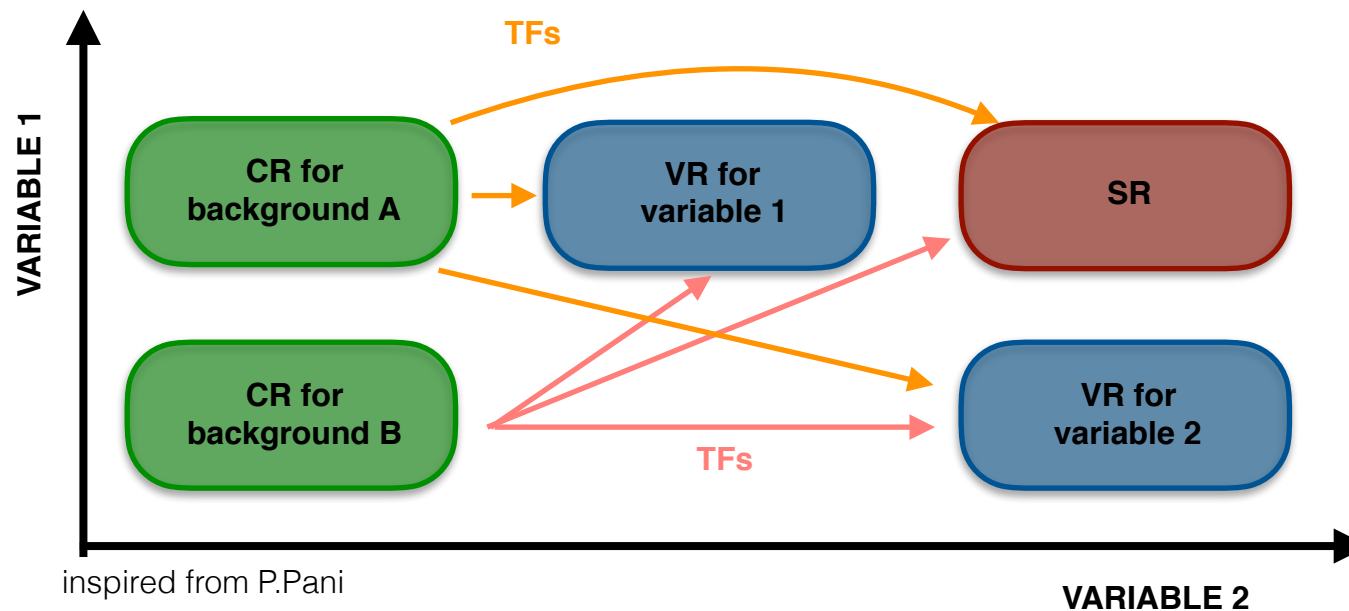 TFs
VARIABLE 1
CR for
background A
VR for
variable 1
SR
CR for
background B
VR for
variable 2
TFs
inspired from P.Pani
VARIABLE 2